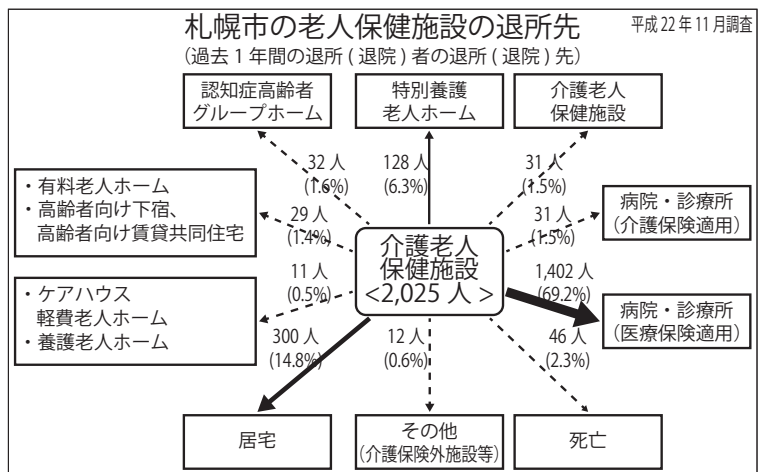 札幌市の老人保健施設の退所先
平成22年11月調査
(過去1年間の退所(退院)者の退所(退院)先)
認知症高齢者
グループホーム
特別養護
老人ホーム
介護老人
保健施設
32人
(1.6%)
128人
(6.3%)
31人
(1.5%)
・有料老人ホーム
・高齢者向け下宿、
高齢者向け賃貸共同住宅
29人
(1.4%)
31人
(1.5%)
病院・診療所
(介護保険適用)
介護老人
保健施設
<2,025人>
・ケアハウス
軽費老人ホーム
・養護老人ホーム
11人
(0.5%)
1,402人
(69.2%)
病院・診療所
(医療保険適用)
300人
(14.8%)
12人
(0.6%)
46人
(2.3%)
居宅
その他
(介護保険外施設等)
死亡